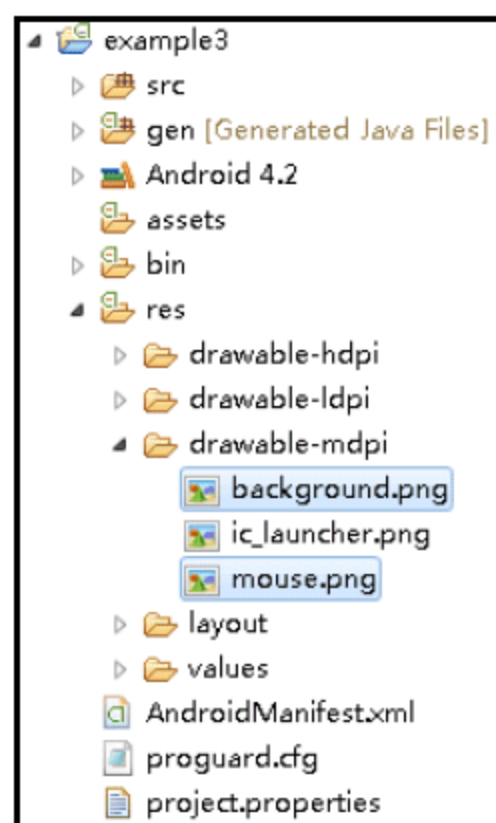 example3
src
gen [Generated Java Files]
Android 4.2
assets
bin
res
drawable-hdpi
drawable-ldpi
drawable-mdpi
background.png
ic_launcher.png
mouse.png
layout
values
AndroidManifest.xml
proguard.cfg
project.properties